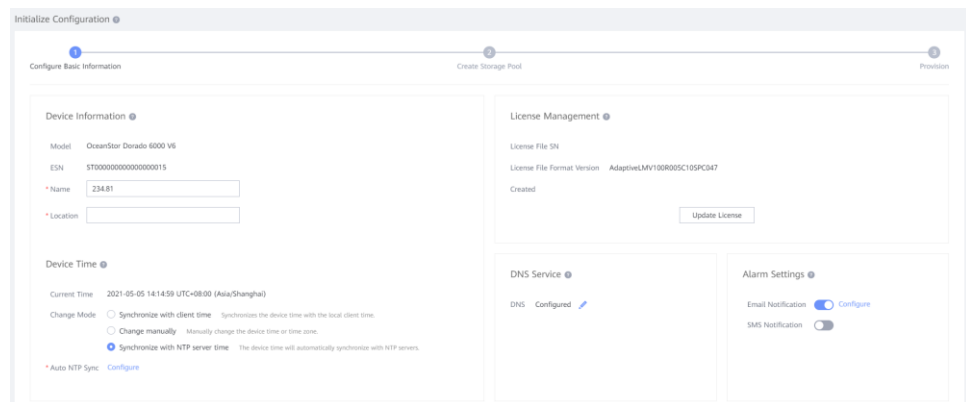 Initialize Configuration
1
2
3
Configure Basic Information
Create Storage Pool
Provision
Device Information
Model OceanStor Dorado 6000 V6
ESN ST000000000000000015
* Name 234.81
* Location
License Management
License File SN
License File Format Version AdaptiveLMV100R005C10SPC047
Created
Update License
Device Time
Current Time 2021-05-05 14:14:59 UTC+08:00 (Asia/Shanghai)
Change Mode Synchronize with client time Synchronizes the device time with the local client time.
Change manually Manually change the device time or time zone.
Synchronize with NTP server time The device time will automatically synchronize with NTP servers.
* Auto NTP Sync Configure
DNS Service
DNS Configured
Alarm Settings
Email Notification Configure
SMS Notification